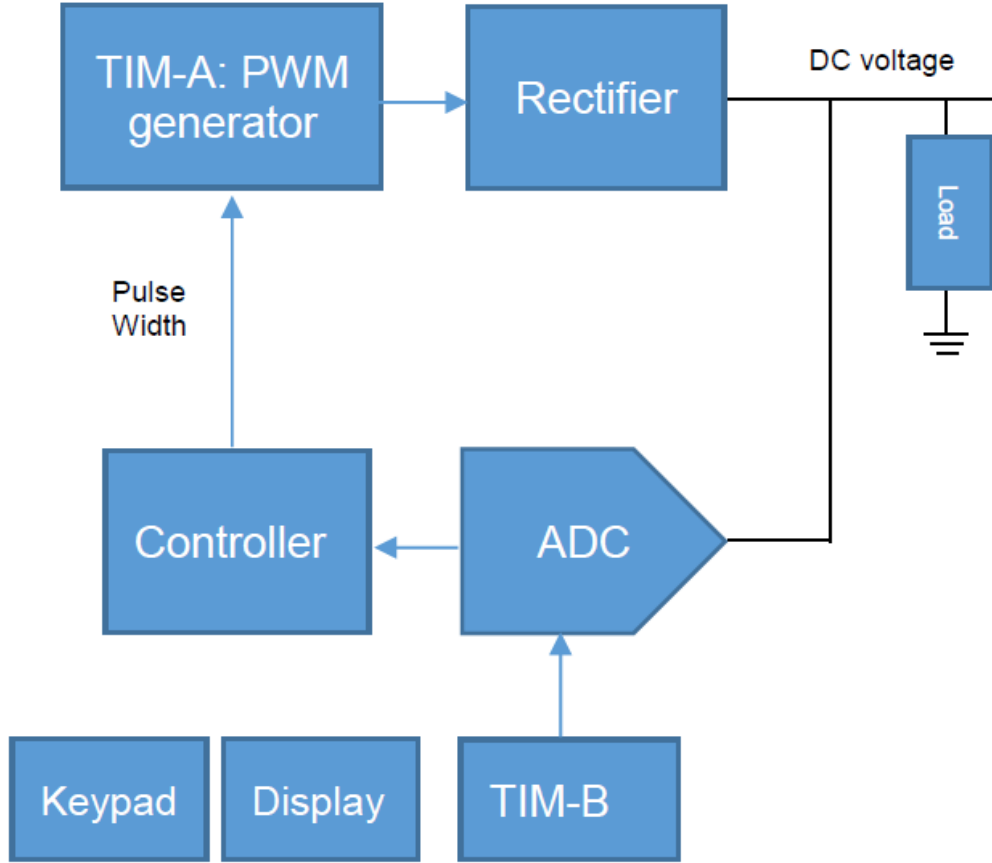 TIM-A: PWM
generator
Rectifier
DC voltage
Load
Pulse
Width
Controller
ADC
Keypad
Display
TIM-B